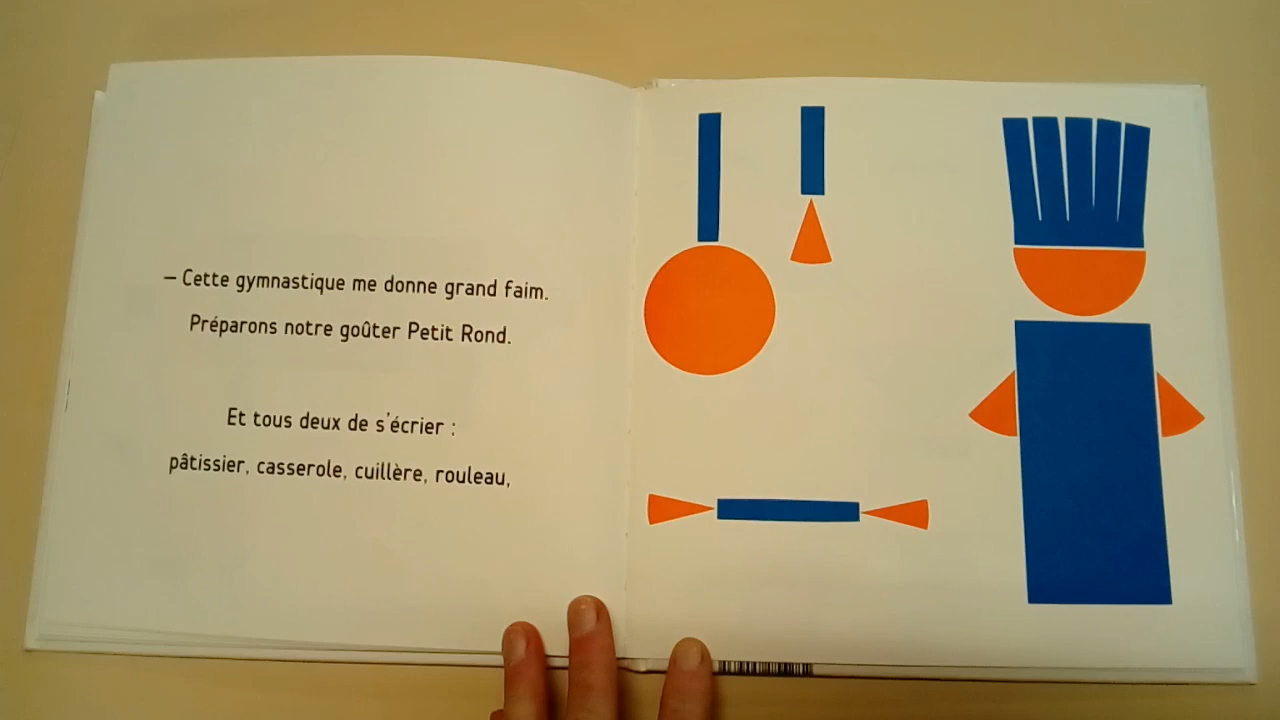 – Cette gymnastique me donne grand faim.
Préparons notre goûter Petit Rond.
Et tous deux de s'écrier :
pâtissier, casserole, cuillère, rouleau,